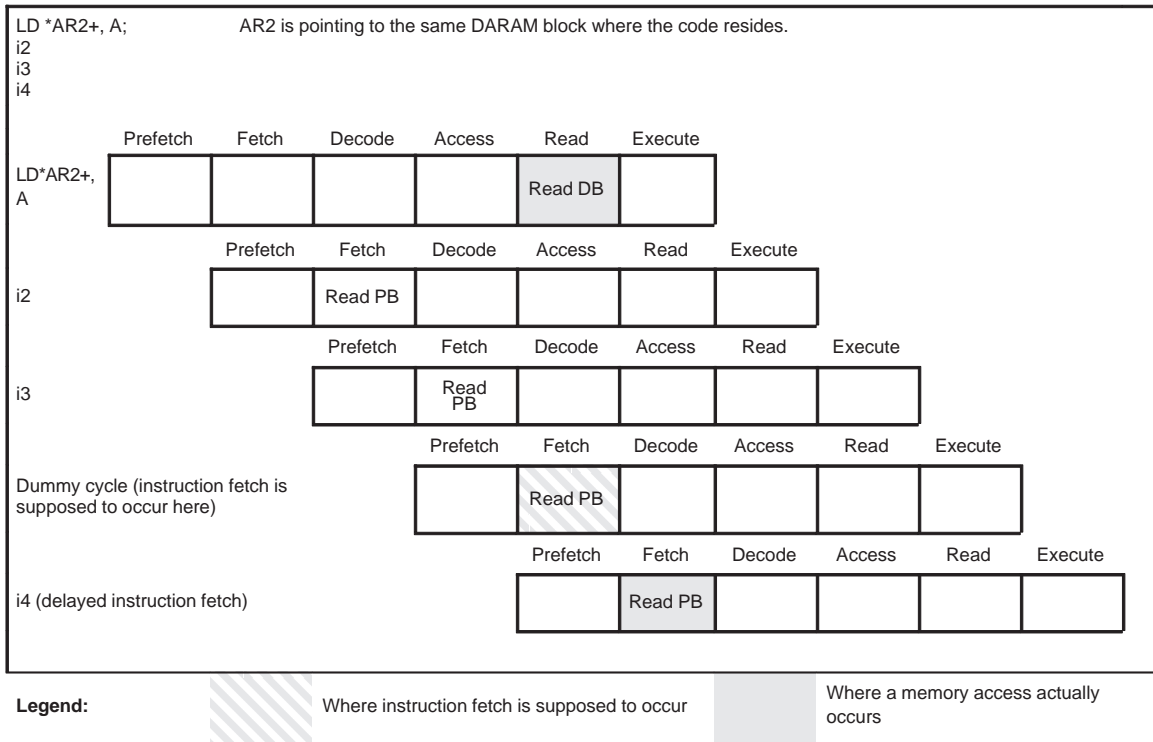 LD *AR2+, A; AR2 is pointing to the same DARAM block where the code resides.
i2
i3
i4
Prefetch Fetch Decode Access Read Execute
LD*AR2+,
A
Read DB
Prefetch Fetch Decode Access Read Execute
i2
Read PB
Prefetch Fetch Decode Access Read Execute
i3
Read
PB
Prefetch Fetch Decode Access Read Execute
Dummy cycle (instruction fetch is
supposed to occur here)
Read PB
Prefetch Fetch Decode Access Read Execute
i4 (delayed instruction fetch)
Read PB
Legend: Where instruction fetch is supposed to occur
Where a memory access actually
occurs